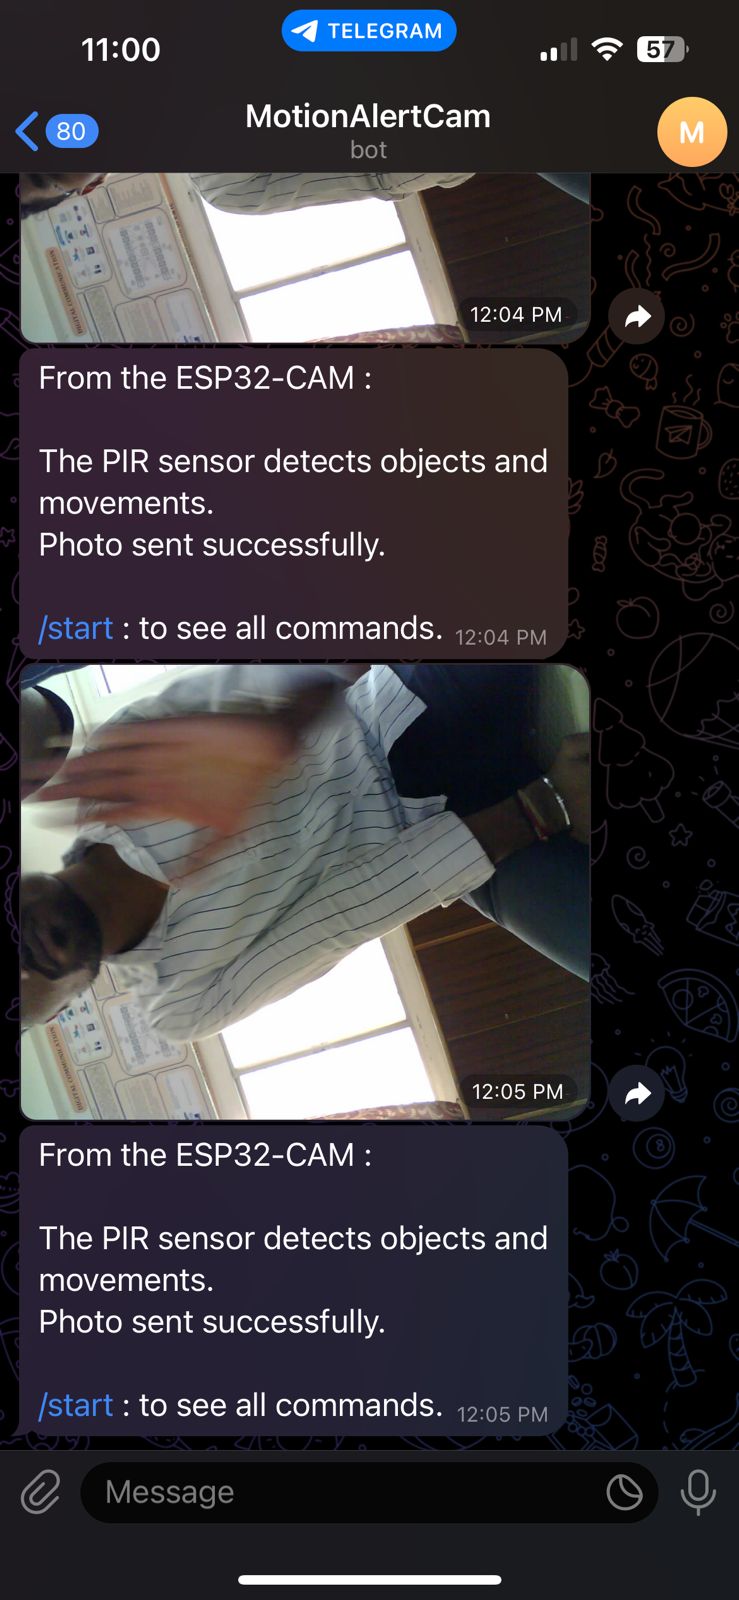 11:00
TELEGRAM
57
80
MotionAlertCam
bot
M
DIGITAL COMMUNICATION
12:04 PM
From the ESP32-CAM :
The PIR sensor detects objects and
movements.
Photo sent successfully.
/start : to see all commands. 12:04 PM
12:05 PM
From the ESP32-CAM :
The PIR sensor detects objects and
movements.
Photo sent successfully.
/start : to see all commands. 12:05 PM
Message